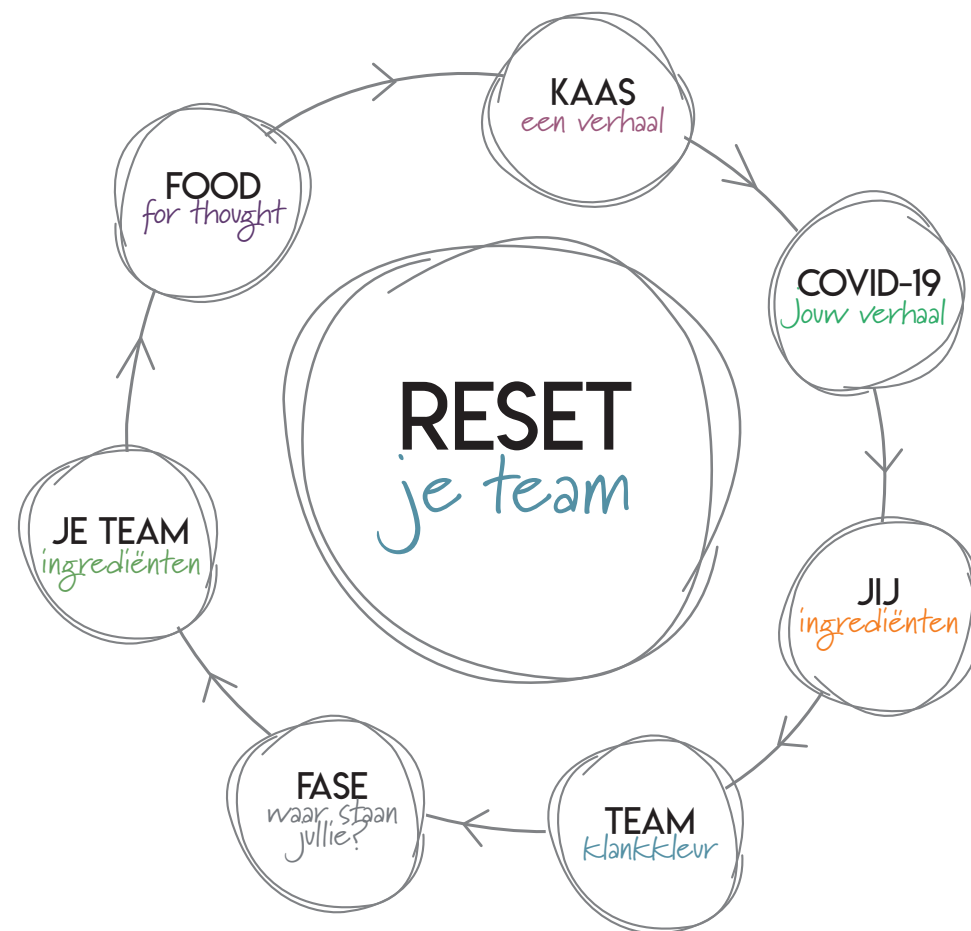 KAAS
een verhaal
FOOD
for thought
COVID-19
Jouw verhaal
RESET
je team
JE TEAM
ingrediënten
JIJ
ingrediënten
FASE
waar staan
jullie?
TEAM
klankkleur